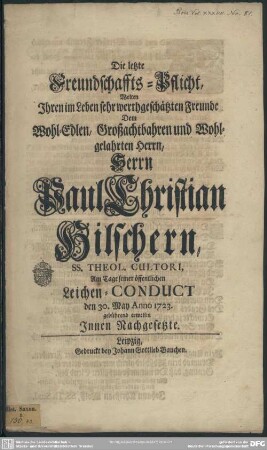 Die letzte
Freundschaffts-Pflicht,
Wolten
Ihren im Leben sehr werthgeschätzten Freunde
Dem
Wohl-Edlen, Großachtbahren und Wohl-
gelahrten Herrn,
Herrn
Paul Christian
Hilschern,
SS. THEOL. CULTORI,
Am Tage seiner öffentlichen
Leichen-CONDUCT
den 30. May Anno 1723.
gebührend erweisen
Innen Nachgesetzte.
Leipzig,
Gedruckt bey Johann Gottlieb Bauchen.